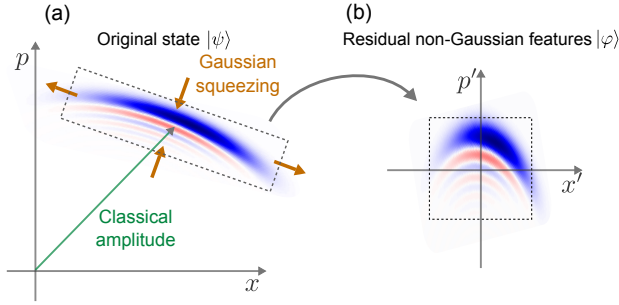 (a)
Original state |ψ⟩
p
Gaussian
squeezing
Classical
amplitude
x
(b)
Residual non-Gaussian features |φ⟩
p′
x′